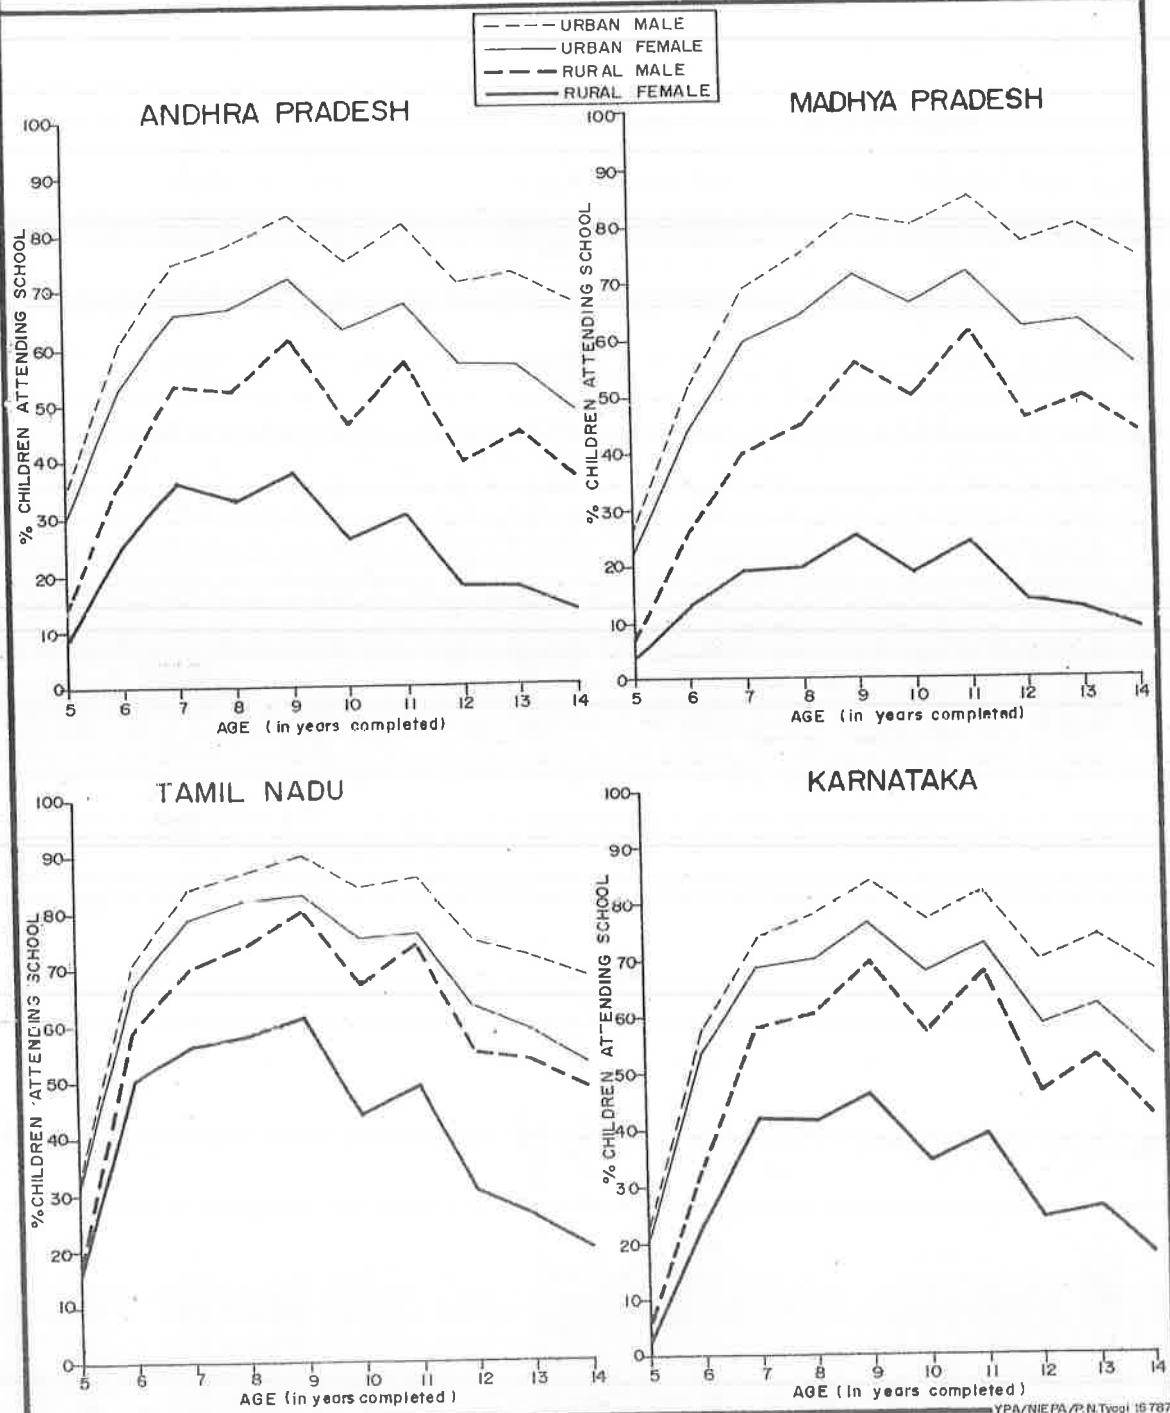 URBAN MALE
URBAN FEMALE
RURAL MALE
RURAL FEMALE
ANDHRA PRADESH
100
90
80
70
60
50
40
30
20
10
0
% CHILDREN ATTENDING SCHOOL
5 6 7 8 9 10 11 12 13 14
AGE (in years completed)
MADHYA PRADESH
100
90
80
70
60
50
40
30
20
10
0
% CHILDREN ATTENDING SCHOOL
5 6 7 8 9 10 11 12 13 14
AGE (in years completed)
TAMIL NADU
100
90
80
70
60
50
40
30
20
10
0
% CHILDREN ATTENDING SCHOOL
5 6 7 8 9 10 11 12 13 14
AGE (in years completed)
KARNATAKA
100
90
80
70
60
50
40
30
20
10
0
% CHILDREN ATTENDING SCHOOL
5 6 7 8 9 10 11 12 13 14
AGE (in years completed)
YPA/NIEPA/P.N.Tyagi